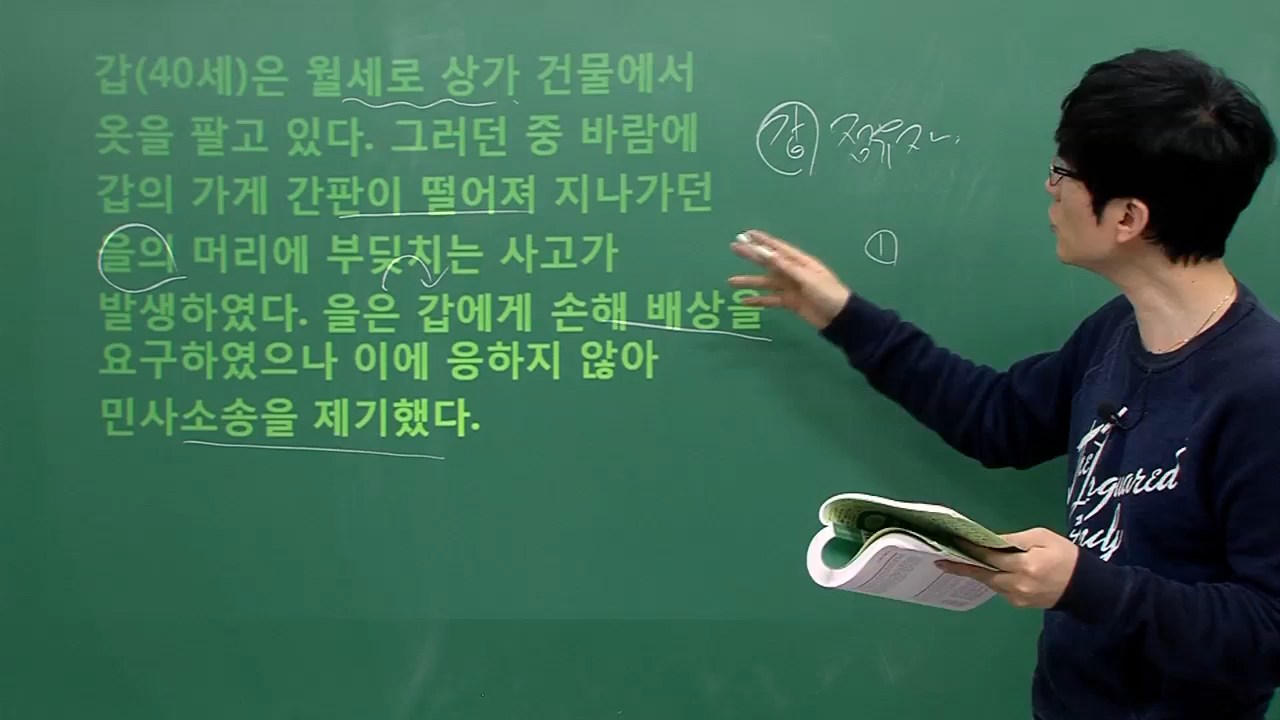 갑(40세)은 월세로 상가 건물에서
옷을 팔고 있다. 그러던 중 바람에
갑의 가게 간판이 떨어져 지나가던
을의 머리에 부딪치는 사고가
발생하였다. 을은 갑에게 손해 배상을
요구하였으나 이에 응하지 않아
민사소송을 제기했다.
갑 점유자.
①